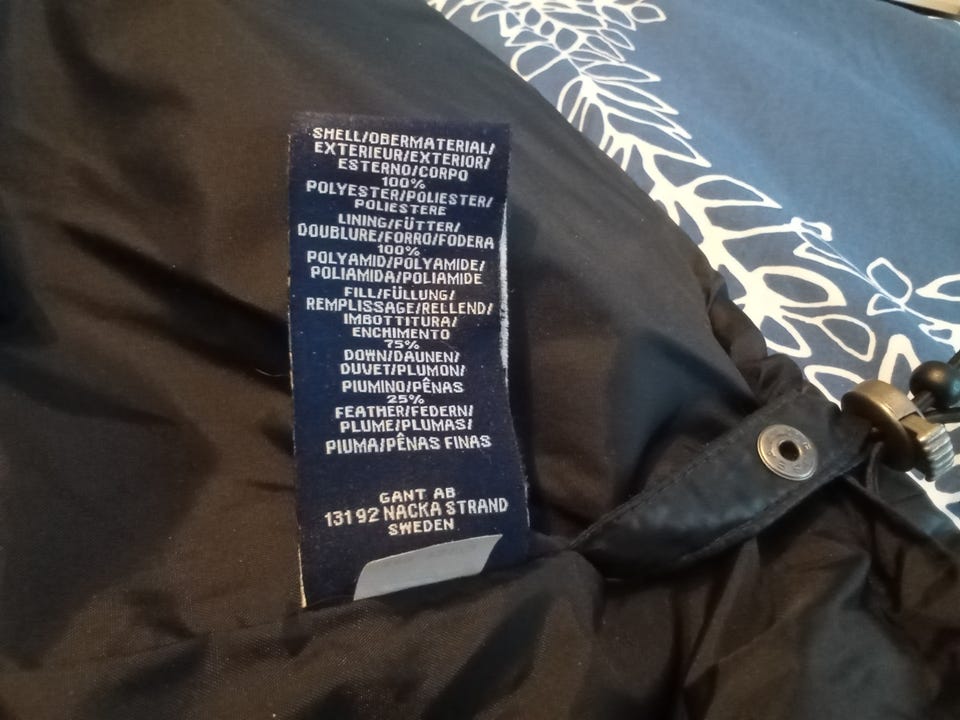 SHELL/OBERMATERIAL/
EXTERIEUR/EXTERIOR/
ESTERNO/CORPO
100%
POLYESTER/POLIESTER/
POLIESTERE
LINING/FÜTTER/
DOUBLURE/FORRO/FODERA
100%
POLYAMID/POLYAMIDE/
POLIAMIDA/POLIAMIDE
FILL/FÜLLUNG/
REMPLISSAGE/RELLEND/
IMBOTTITURA/
ENCHIMENTO
75%
DOWN/DAUNEN/
DUVET/PLUMON/
PIUMINO/PÊNAS
25%
FEATHER/FEDERN/
PLUME/PLUMAS/
PIUMA/PÊNAS FINAS
GANT AB
131 92 NACKA STRAND
SWEDEN